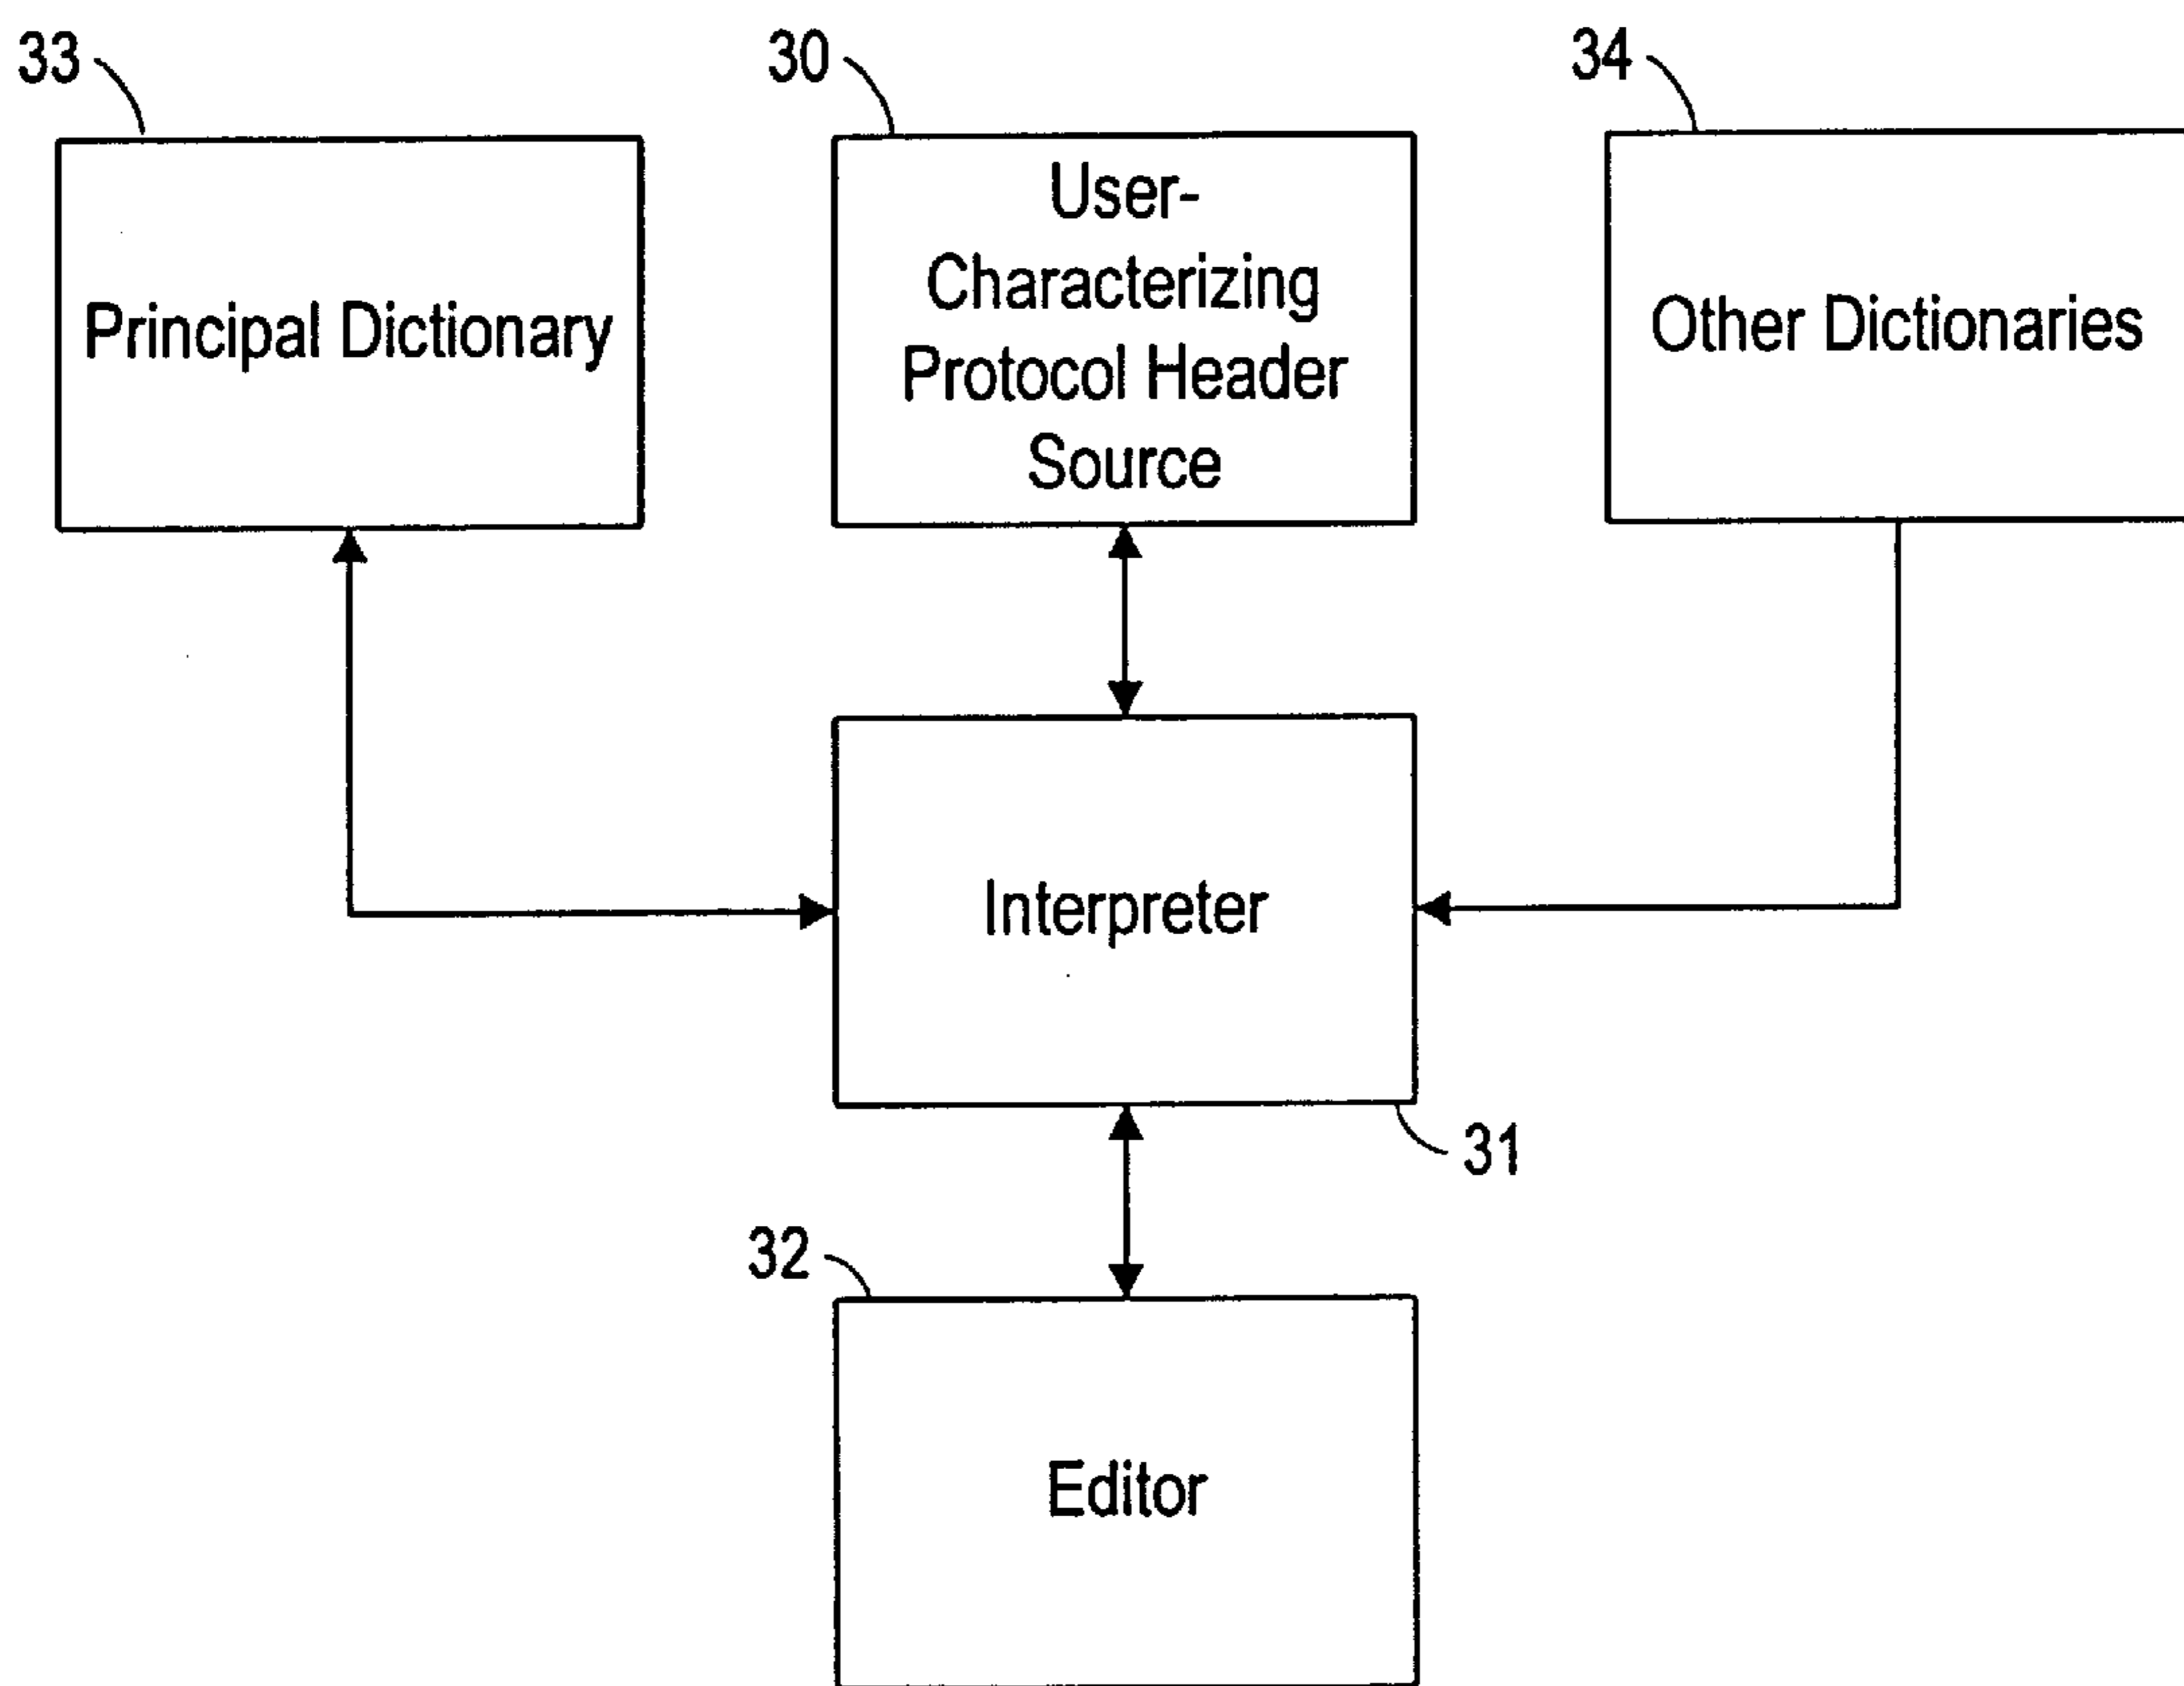 33
30
34
Principal Dictionary
User-
Characterizing
Protocol Header
Source
Other Dictionaries
Interpreter
31
32
Editor